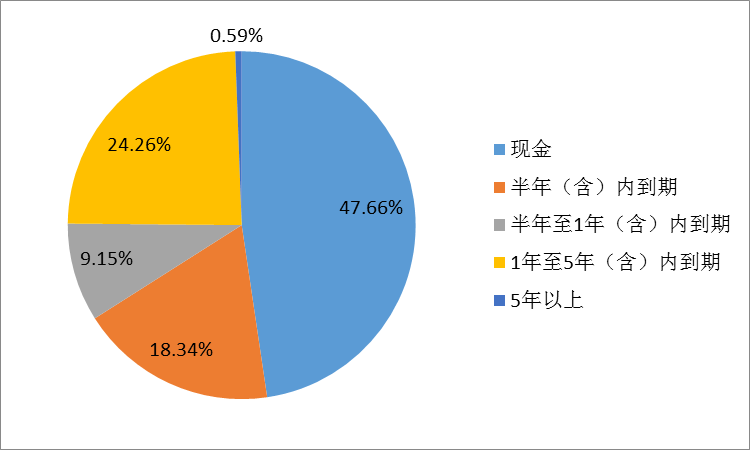 0.59%
24.26%
47.66%
9.15%
18.34%
现金
半年（含）内到期
半年至1年（含）内到期
1年至5年（含）内到期
5年以上